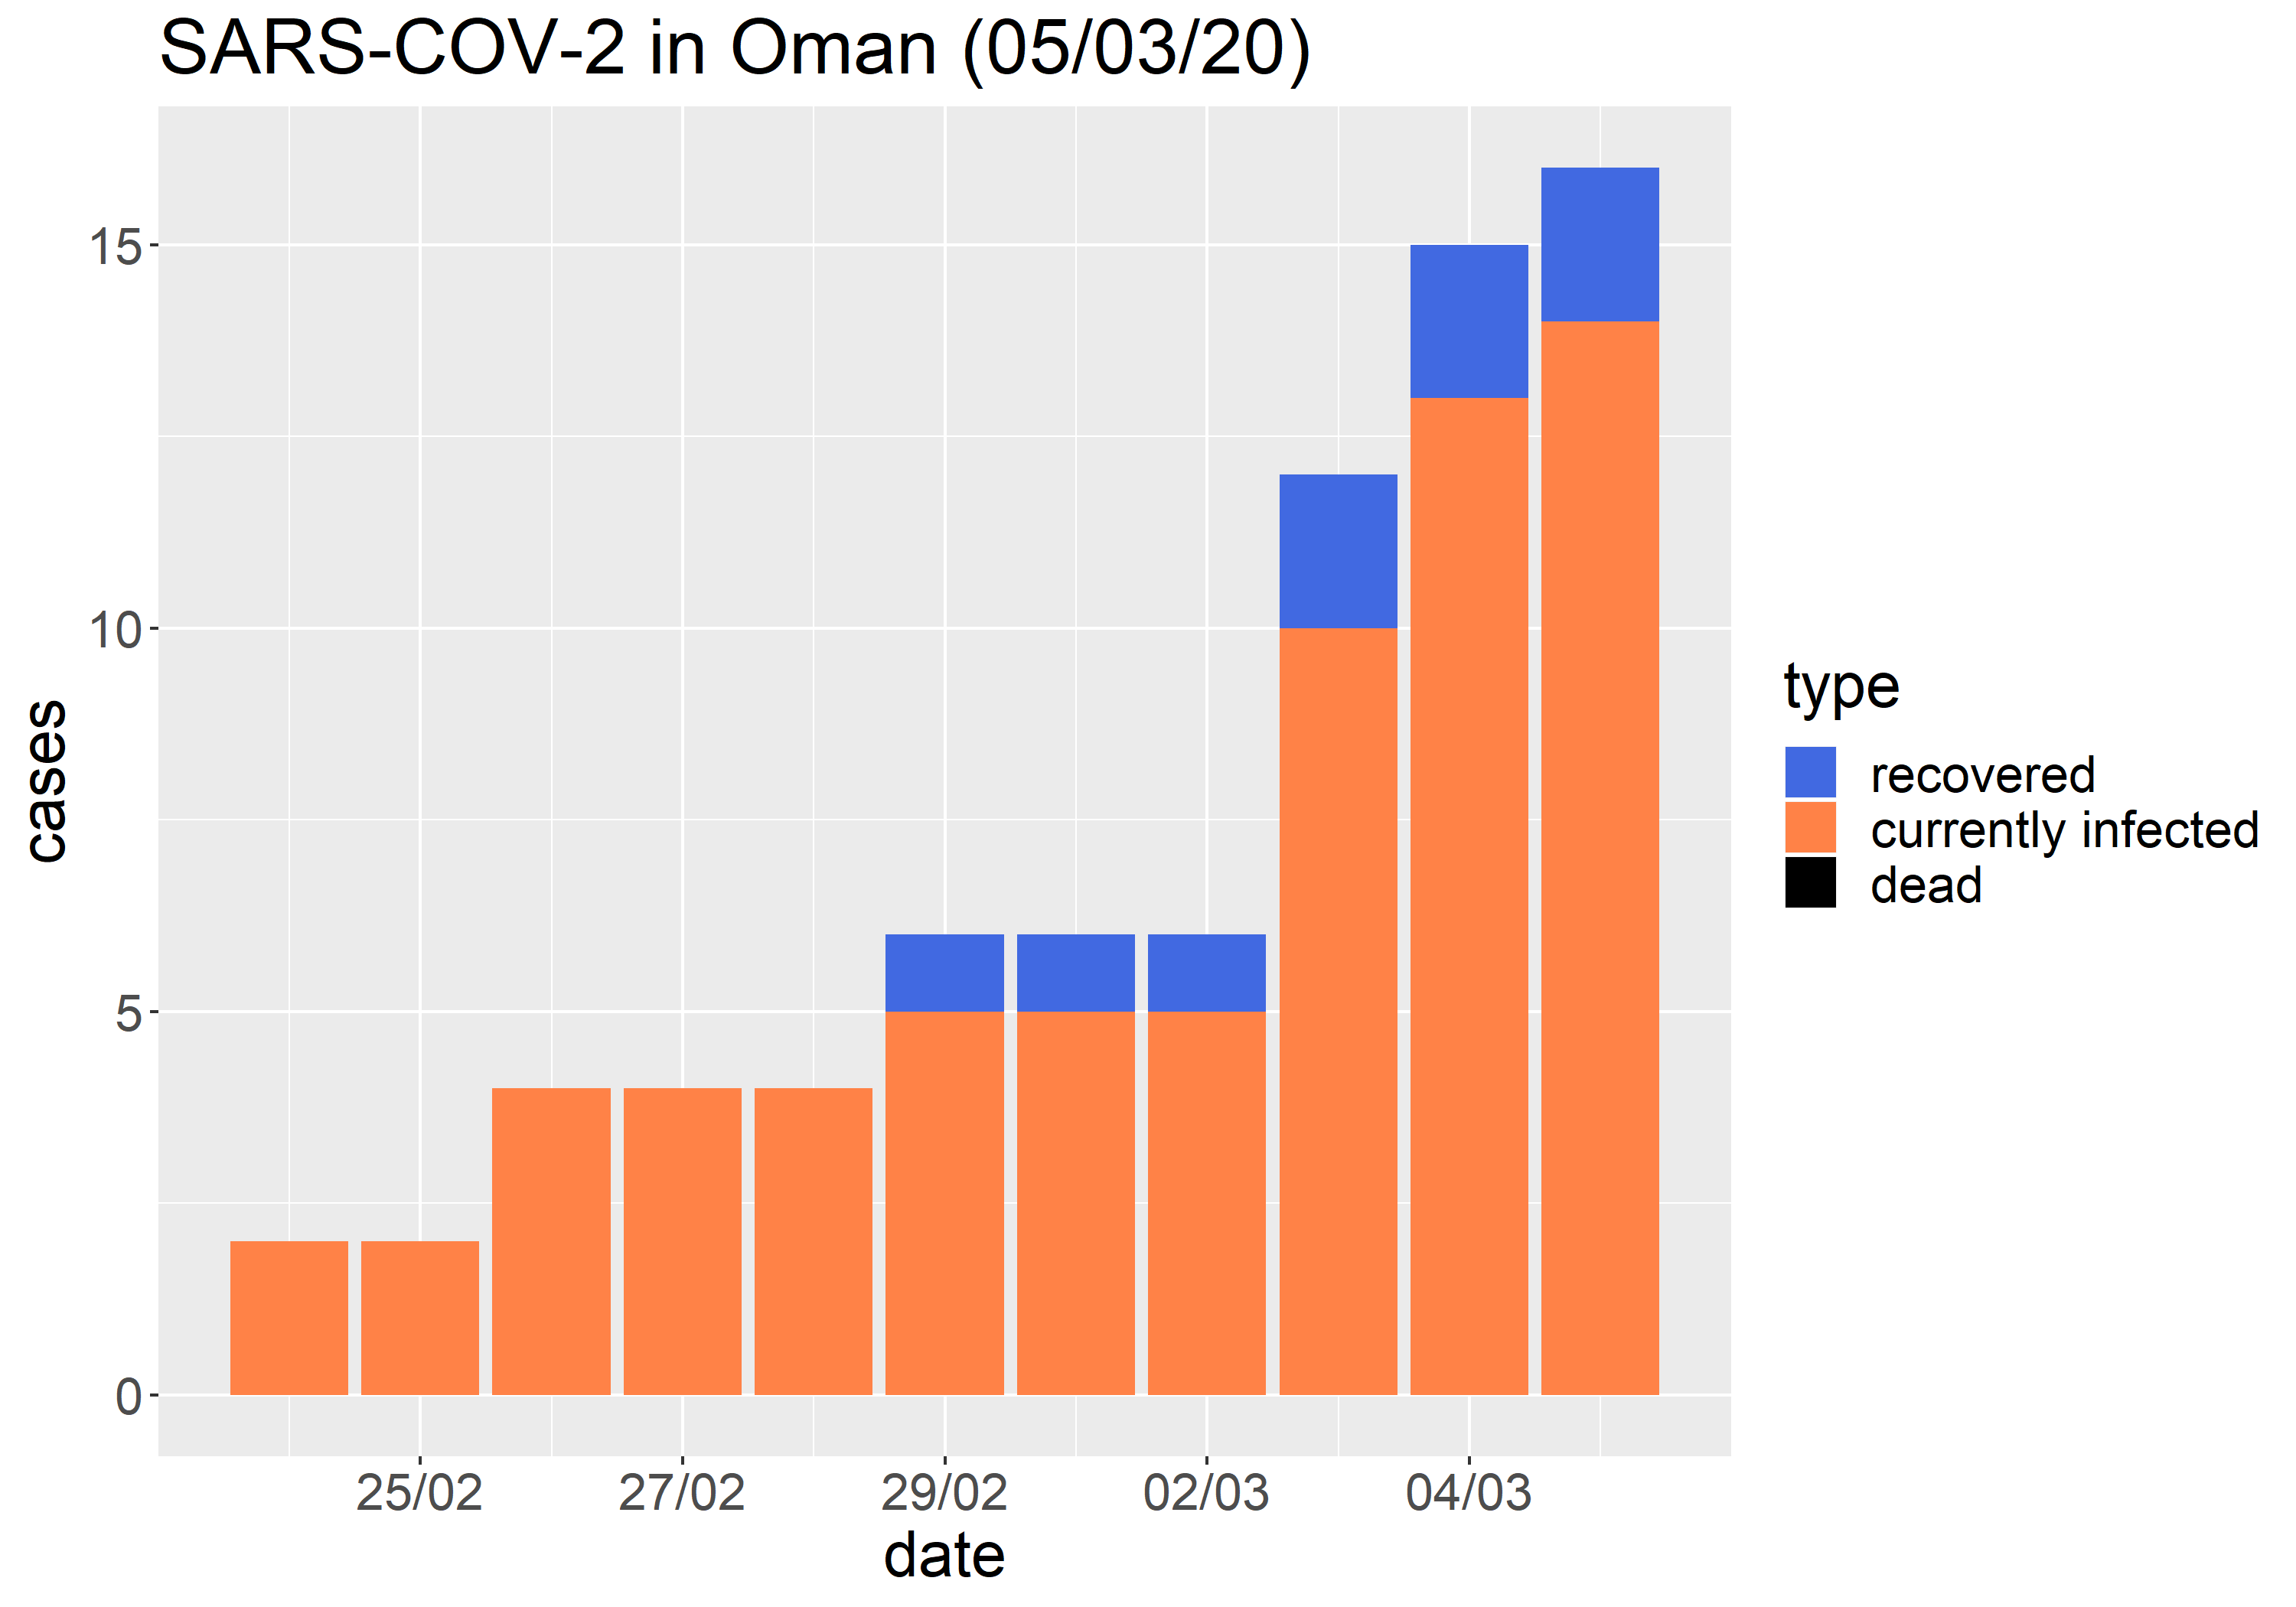 SARS-COV-2 in Oman (05/03/20)
cases
15
10
5
0
25/02 27/02 29/02 02/03 04/03
date
type
recovered
currently infected
dead